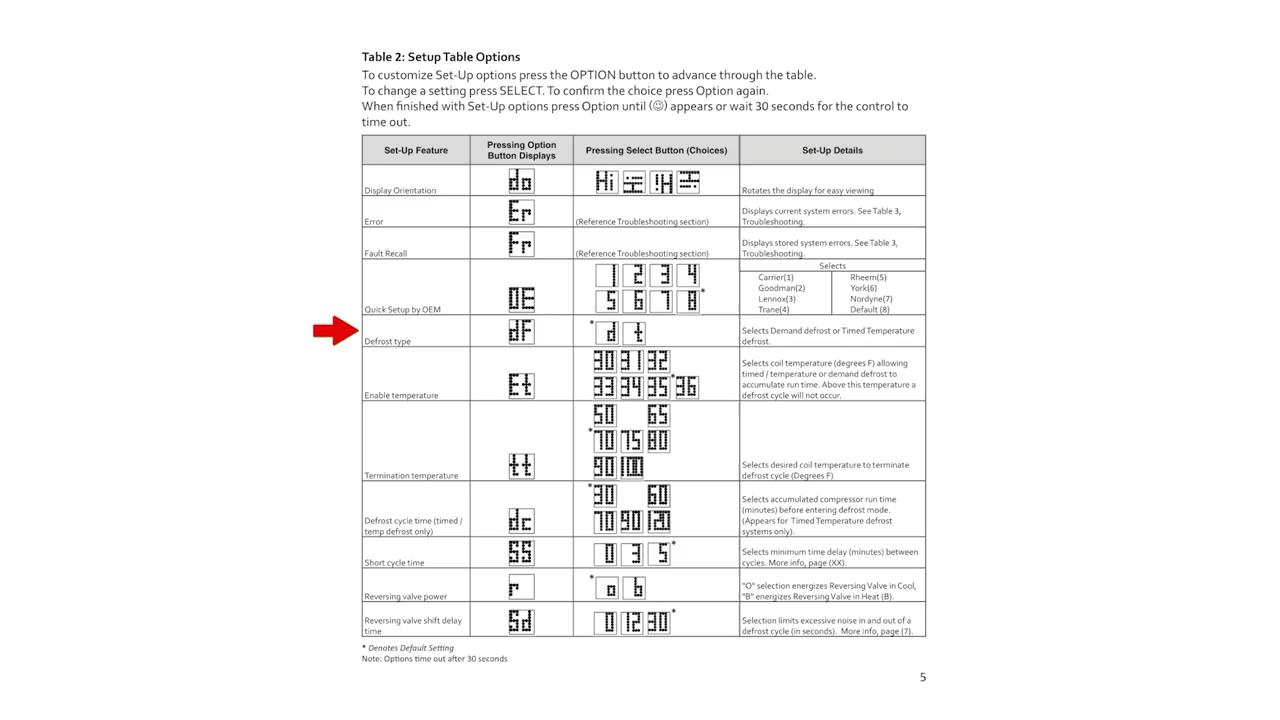 Table 2: Setup Table Options
To customize Set-Up options press the OPTION button to advance through the table.
To change a setting press SELECT. To confirm the choice press Option again.
When finished with Set-Up options press Option until (☺) appears or wait 30 seconds for the control to
time out.
Set-Up Feature
Pressing Option
Button Displays
Pressing Select Button (Choices)
Set-Up Details
Display Orientation
do
Hi
Rotates the display for easy viewing
Error
Er
(Reference Troubleshooting section)
Displays current system errors. See Table 3,
Troubleshooting.
Fault Recall
Fr
(Reference Troubleshooting section)
Displays stored system errors. See Table 3,
Troubleshooting.
Quick Setup by OEM
OE
1 2 3 4
5 6 7 8*
Selects
Carrier(1) Rheem(5)
Goodman(2) York(6)
Lennox(3) Nordyne(7)
Trane(4) Default (8)
Defrost type
dF
*d t
Selects Demand defrost or Timed Temperature
defrost.
Enable temperature
Et
30 31 32
33 34 35* 36
Selects coil temperature (degrees F) allowing
timed / temperature or demand defrost to
accumulate run time. Above this temperature a
defrost cycle will not occur.
Termination temperature
tt
50 65
*70 75 80
90 100
Selects desired coil temperature to terminate
defrost cycle (Degrees F)
Defrost cycle time (timed /
temp defrost only)
dc
*30 60
70 90 120
Selects accumulated compressor run time
(minutes) before entering defrost mode.
(Appears for Timed Temperature defrost
systems only).
Short cycle time
SS
0 3 5*
Selects minimum time delay (minutes) between
cycles. More info, page (XX).
Reversing valve power
r
*o b
"O" selection energizes Reversing Valve in Cool,
"B" energizes Reversing Valve in Heat (B).
Reversing valve shift delay
time
Sd
0 12 30*
Selection limits excessive noise in and out of a
defrost cycle (in seconds). More info, page (7).
* Denotes Default Setting
Note: Options time out after 30 seconds
5